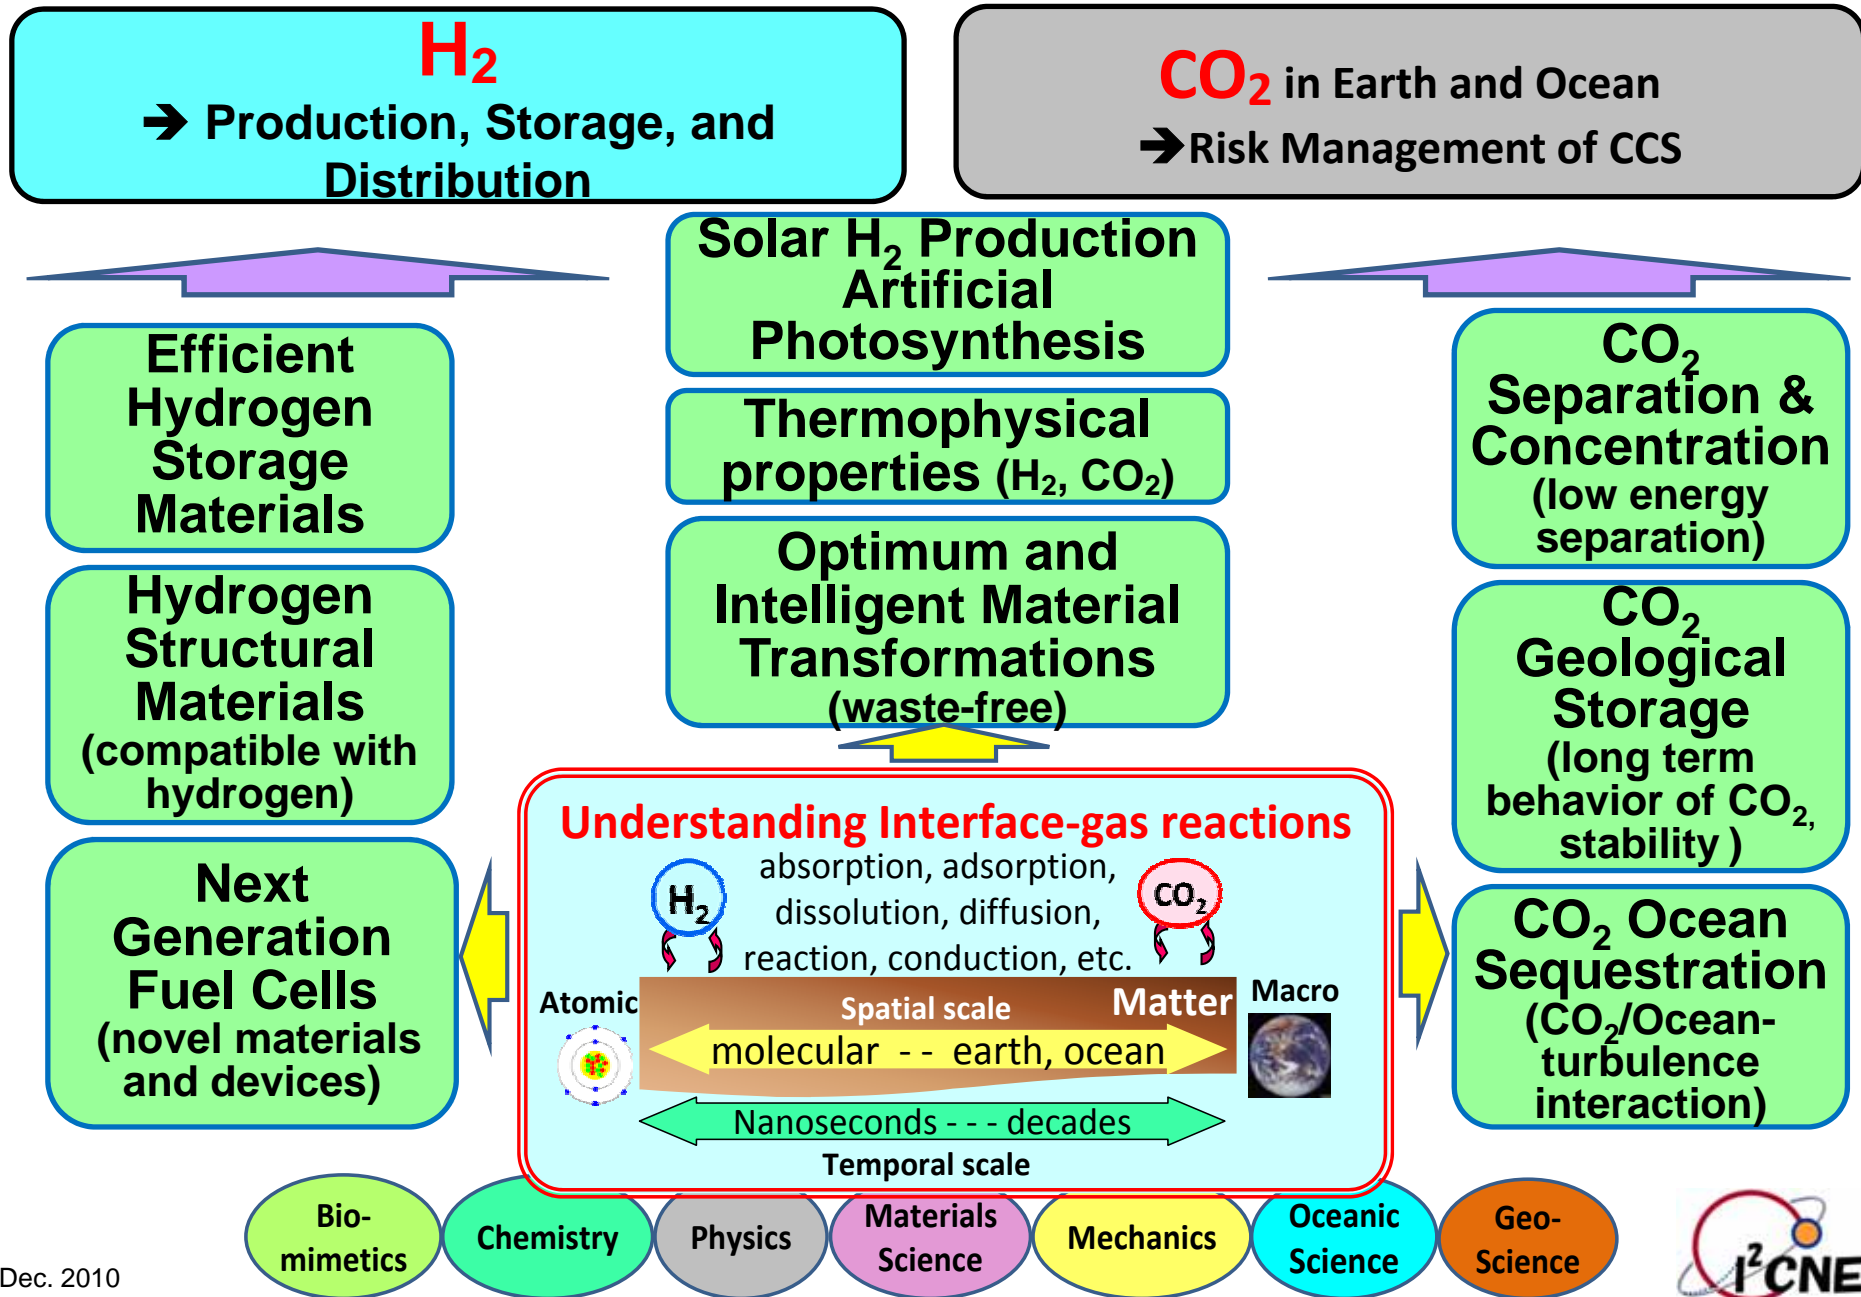 H₂
➔ Production, Storage, and
Distribution
CO₂ in Earth and Ocean
➔Risk Management of CCS
Efficient
Hydrogen
Storage
Materials
Hydrogen
Structural
Materials
(compatible with
hydrogen)
Next
Generation
Fuel Cells
(novel materials
and devices)
Solar H₂ Production
Artificial
Photosynthesis
Thermophysical
properties (H₂, CO₂)
Optimum and
Intelligent Material
Transformations
(waste-free)
CO₂
Separation &
Concentration
(low energy
separation)
CO₂
Geological
Storage
(long term
behavior of CO₂,
stability )
CO₂ Ocean
Sequestration
(CO₂/Ocean-
turbulence
interaction)
Understanding Interface-gas reactions
H₂
absorption, adsorption,
dissolution, diffusion,
reaction, conduction, etc.
CO₂
Atomic
Spatial scale
Matter
Macro
molecular - - earth, ocean
Nanoseconds - - - decades
Temporal scale
Bio-
mimetics
Chemistry
Physics
Materials
Science
Mechanics
Oceanic
Science
Geo-
Science
Dec. 2010
I²CNE